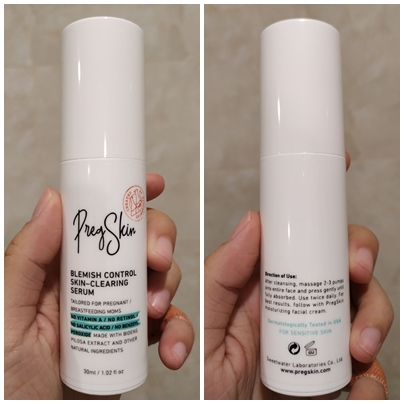 PregSkin
BLEMISH CONTROL
SKIN-CLEARING
SERUM
TAILORED FOR PREGNANT /
BREASTFEEDING MOMS
NO VITAMIN A / NO RETINOL /
NO SALICYLIC ACID / NO BENZOYL
PEROXIDE MADE WITH BIDENS
PILOSA EXTRACT AND OTHER
NATURAL INGREDIENTS
30ml / 1.02 fl oz
Direction of Use:
After cleansing, massage 2-3 pumps
onto entire face and press gently until
fully absorbed. Use twice daily. For
best results, follow with PregSkin
moisturizing facial cream.
Dermatologically Tested in USA
FOR SENSITIVE SKIN
Sweetwater Laboratories Co., Ltd
www.pregskin.com